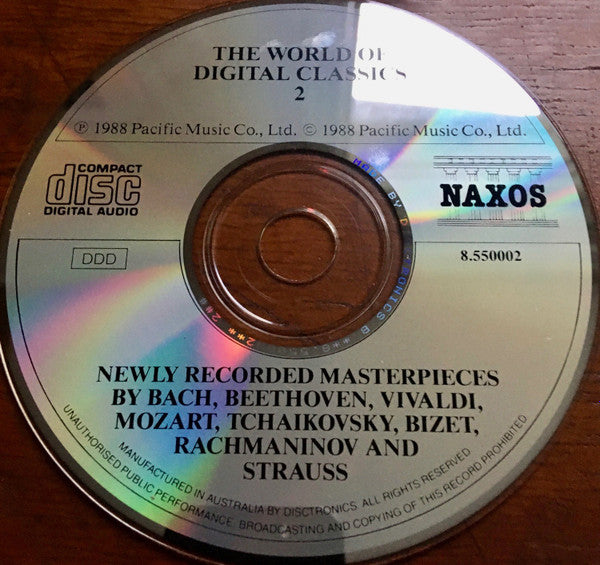 THE WORLD OF
DIGITAL CLASSICS
2
℗ 1988 Pacific Music Co., Ltd. © 1988 Pacific Music Co., Ltd.
COMPACT
disc
DIGITAL AUDIO
NAXOS
DDD
8.550002
NEWLY RECORDED MASTERPIECES
BY BACH, BEETHOVEN, VIVALDI,
MOZART, TCHAIKOVSKY, BIZET,
RACHMANINOV AND
STRAUSS
MANUFACTURED IN AUSTRALIA BY DISCTRONICS. ALL RIGHTS RESERVED
UNAUTHORISED PUBLIC PERFORMANCE. BROADCASTING AND COPYING OF THIS RECORD PROHIBITED